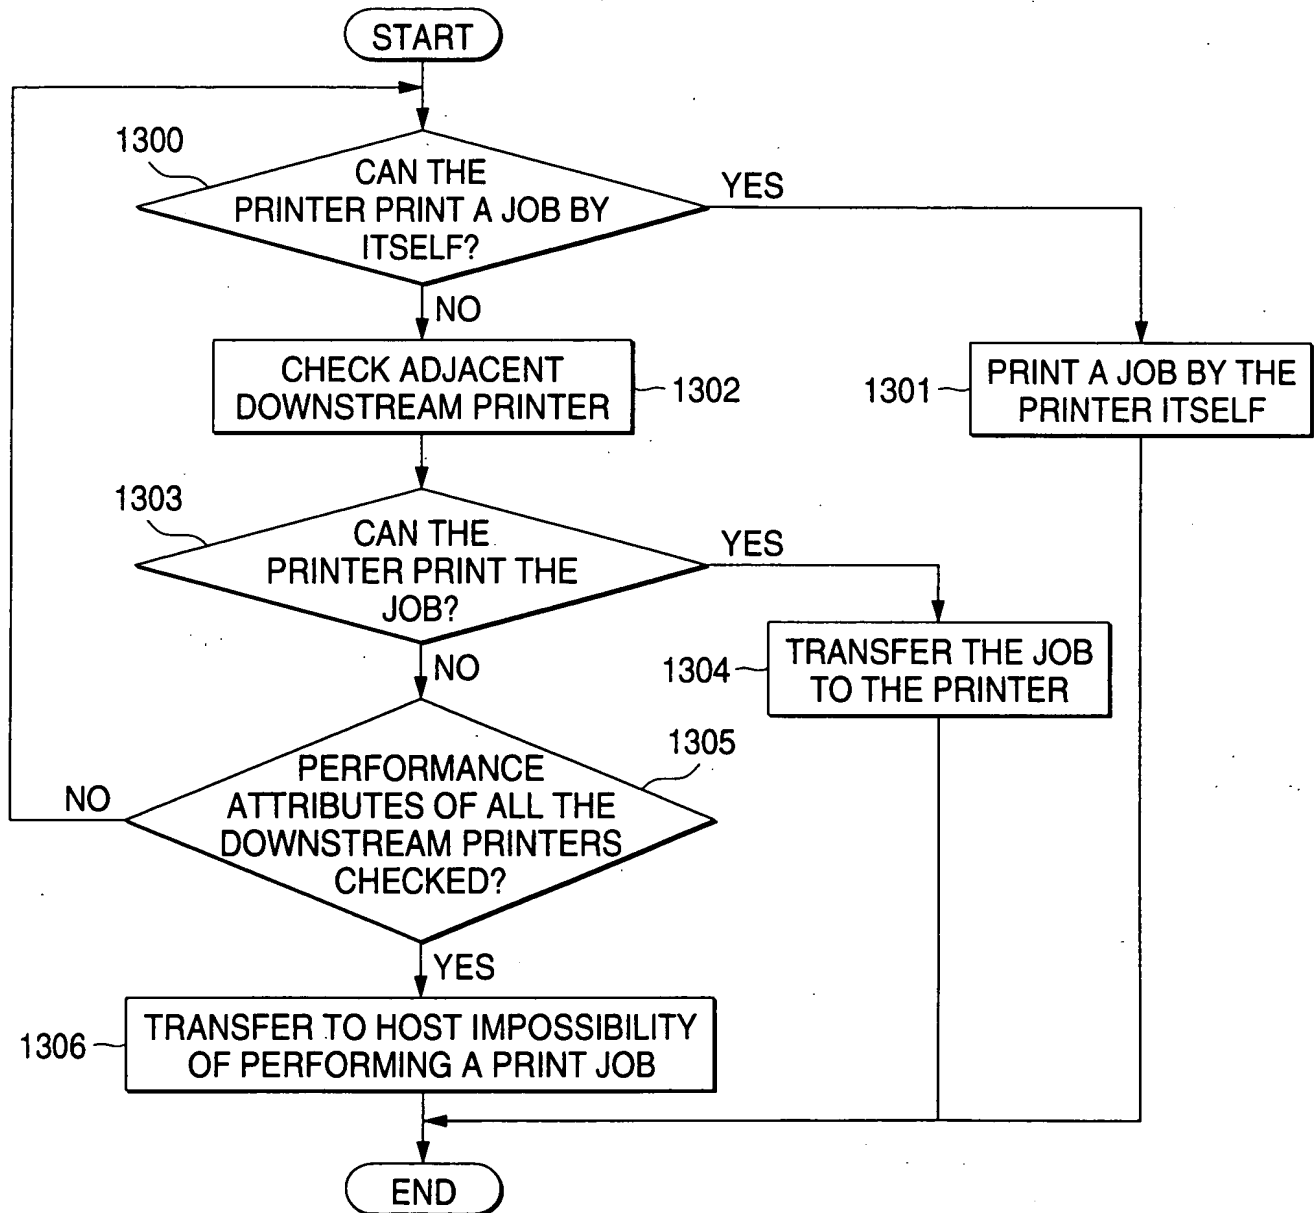 START
1300
CAN THE
PRINTER PRINT A JOB BY
ITSELF?
YES
NO
CHECK ADJACENT
DOWNSTREAM PRINTER
1302
1301
PRINT A JOB BY THE
PRINTER ITSELF
1303
CAN THE
PRINTER PRINT THE
JOB?
YES
NO
1304
TRANSFER THE JOB
TO THE PRINTER
1305
PERFORMANCE
ATTRIBUTES OF ALL THE
DOWNSTREAM PRINTERS
CHECKED?
NO
YES
1306
TRANSFER TO HOST IMPOSSIBILITY
OF PERFORMING A PRINT JOB
END